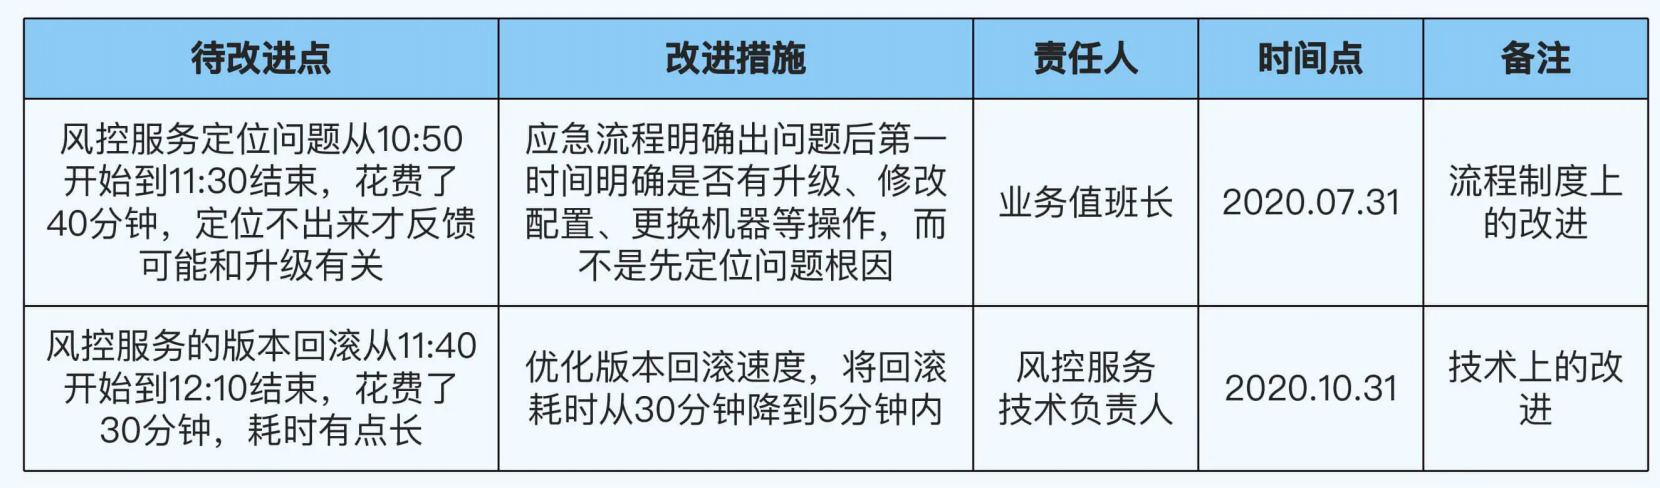 待改进点
改进措施
责任人
时间点
备注
风控服务定位问题从10:50
开始到11:30结束，花费了
40分钟，定位不出来才反馈
可能和升级有关
应急流程明确出问题后第一
时间明确是否有升级、修改
配置、更换机器等操作，而
不是先定位问题根因
业务值班长
2020.07.31
流程制度上
的改进
风控服务的版本回滚从11:40
开始到12:10结束，花费了
30分钟，耗时有点长
优化版本回滚速度，将回滚
耗时从30分钟降到5分钟内
风控服务
技术负责人
2020.10.31
技术上的改
进